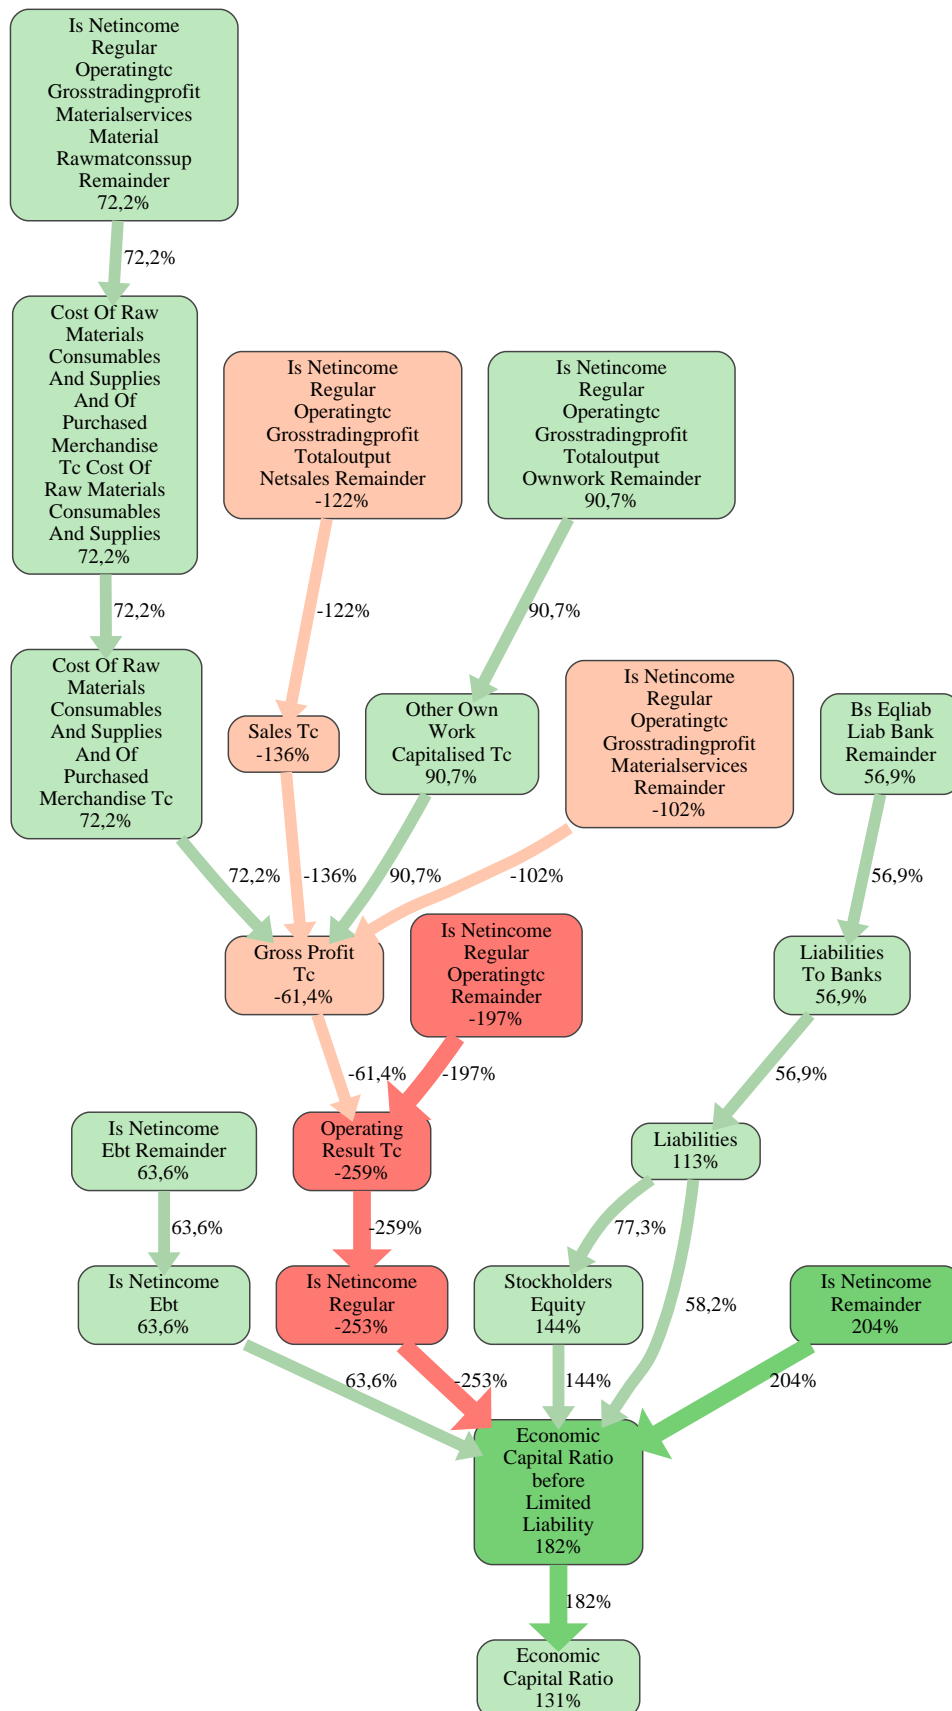 Is Netincome
Regular
Operatingtc
Grosstradingprofit
Materialservices
Material
Rawmatconssup
Remainder
72,2%
72,2%
Cost Of Raw
Materials
Consumables
And Supplies
And Of
Purchased
Merchandise
Tc Cost Of
Raw Materials
Consumables
And Supplies
72,2%
Is Netincome
Regular
Operatingtc
Grosstradingprofit
Totaloutput
Netsales Remainder
-122%
Is Netincome
Regular
Operatingtc
Grosstradingprofit
Totaloutput
Ownwork Remainder
90,7%
72,2%
-122%
90,7%
Cost Of Raw
Materials
Consumables
And Supplies
And Of
Purchased
Merchandise Tc
72,2%
Sales Tc
-136%
Other Own
Work
Capitalised Tc
90,7%
Is Netincome
Regular
Operatingtc
Grosstradingprofit
Materialservices
Remainder
-102%
Bs Eqliab
Liab Bank
Remainder
56,9%
72,2%
-136%
90,7%
-102%
56,9%
Gross Profit
Tc
-61,4%
Is Netincome
Regular
Operatingtc
Remainder
-197%
Liabilities
To Banks
56,9%
-61,4%
-197%
56,9%
Is Netincome
Ebt Remainder
63,6%
Operating
Result Tc
-259%
Liabilities
113%
63,6%
-259%
77,3%
58,2%
Is Netincome
Ebt
63,6%
Is Netincome
Regular
-253%
Stockholders
Equity
144%
Is Netincome
Remainder
204%
63,6%
-253%
144%
204%
Economic
Capital Ratio
before
Limited
Liability
182%
182%
Economic
Capital Ratio
131%